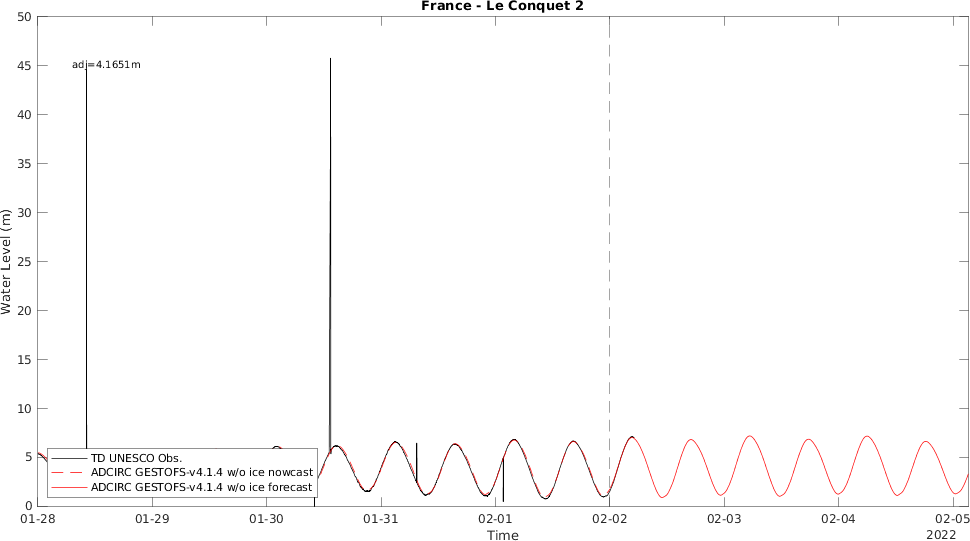 France - Le Conquet 2
50
45
40
35
30
25
20
15
10
5
0
Water Level (m)
adj=4.1651m
TD UNESCO Obs.
ADCIRC GESTOFS-v4.1.4 w/o ice nowcast
ADCIRC GESTOFS-v4.1.4 w/o ice forecast
01-28 01-29 01-30 01-31 02-01 02-02 02-03 02-04 02-05
Time
2022